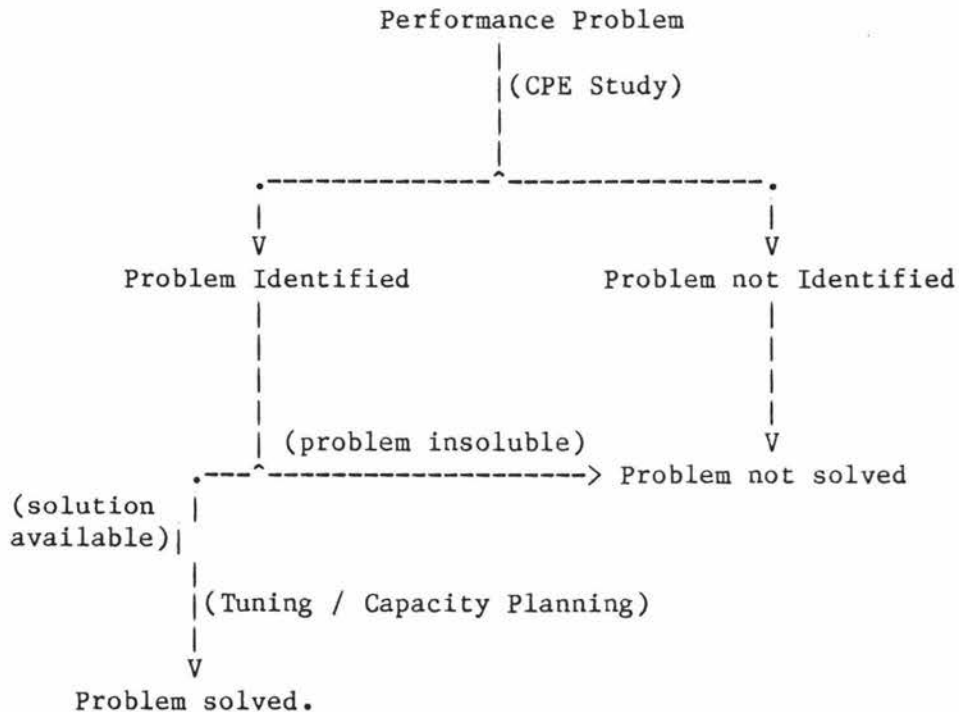 Performance Problem
(CPE Study)
Problem Identified
Problem not Identified
(problem insoluble)
Problem not solved
(solution
available)
(Tuning / Capacity Planning)
Problem solved.